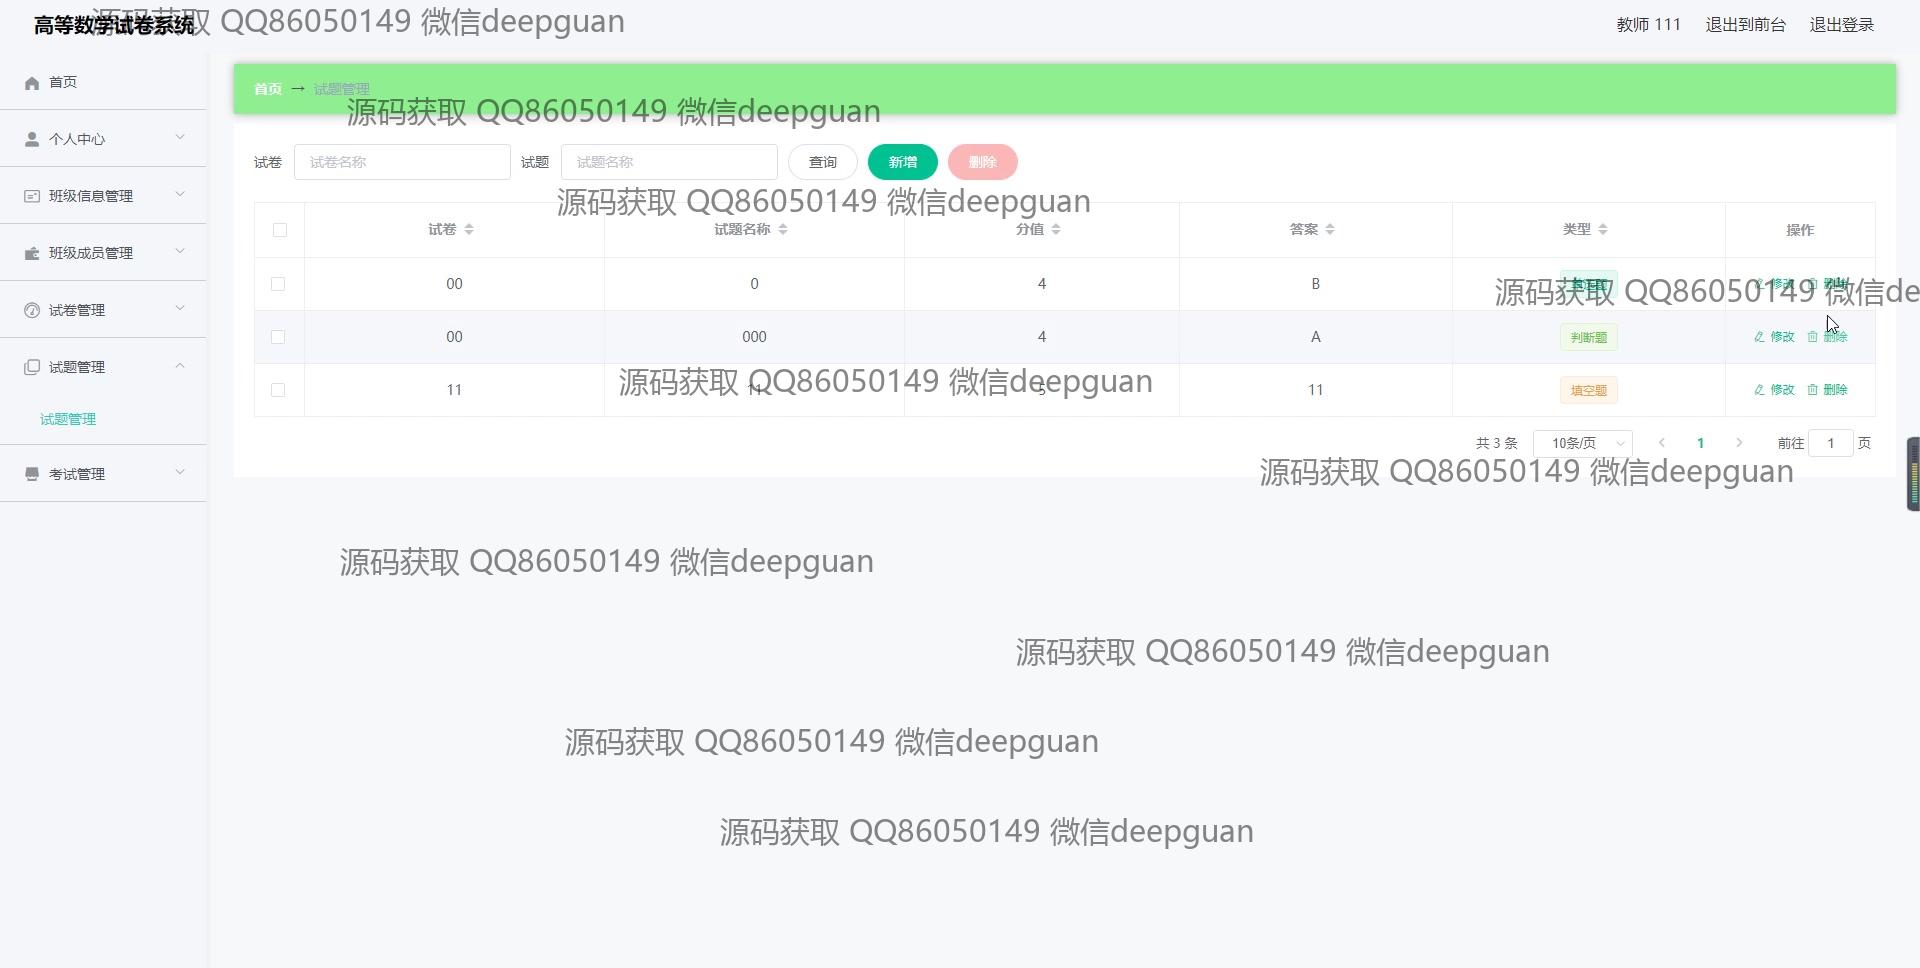 高等数学试卷系统
源码获取 QQ86050149 微信deepguan
教师 111 退出到前台 退出登录
首页
个人中心
班级信息管理
班级成员管理
试卷管理
试题管理
试题管理
考试管理
首页 → 试题管理
源码获取 QQ86050149 微信deepguan
试卷 试卷名称 试题 试题名称 查询 新增 删除
源码获取 QQ86050149 微信deepguan
试卷 试题名称 分值 答案 类型 操作
00 0 4 B 修改 删除
源码获取 QQ86050149 微信de
00 000 4 A 判断题 修改 删除
11 11 5 11 填空题 修改 删除
源码获取 QQ86050149 微信deepguan
共 3 条 10条/页 1 前往 1 页
源码获取 QQ86050149 微信deepguan
源码获取 QQ86050149 微信deepguan
源码获取 QQ86050149 微信deepguan
源码获取 QQ86050149 微信deepguan
源码获取 QQ86050149 微信deepguan